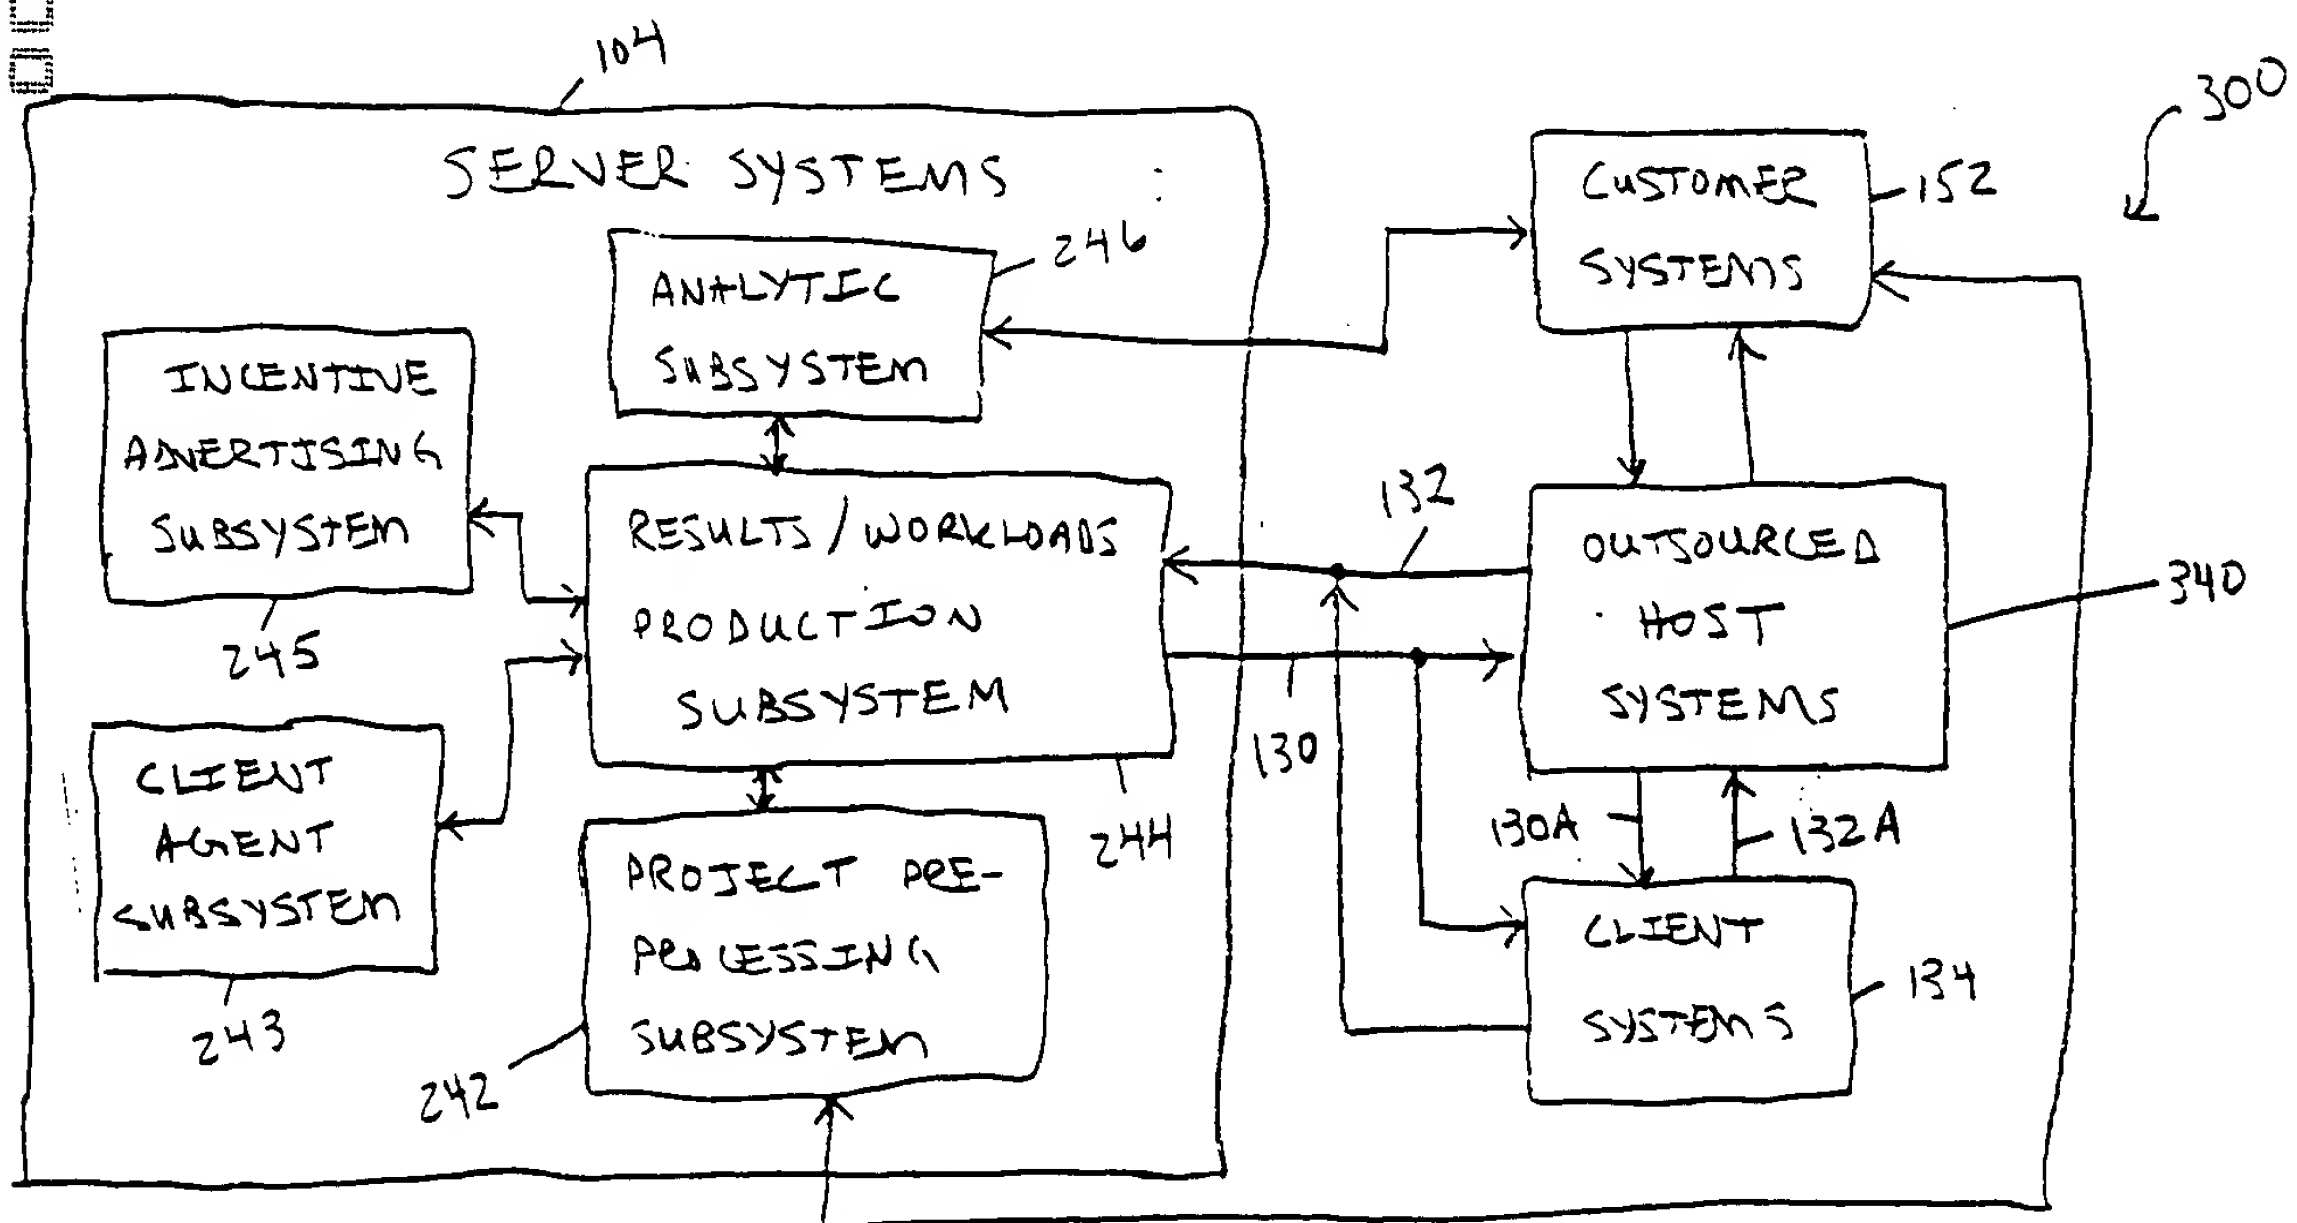 104
300
SERVER SYSTEMS
CUSTOMER
SYSTEMS
152
246
ANALYTIC
SUBSYSTEM
INCENTIVE
ADVERTISING
SUBSYSTEM
245
132
RESULTS/WORKLOADS
PRODUCTION
SUBSYSTEM
OUTSOURCED
HOST
SYSTEMS
340
130
244
CLIENT
AGENT
SUBSYSTEM
243
130A
132A
PROJECT PRE-
PROCESSING
SUBSYSTEM
242
CLIENT
SYSTEMS
134